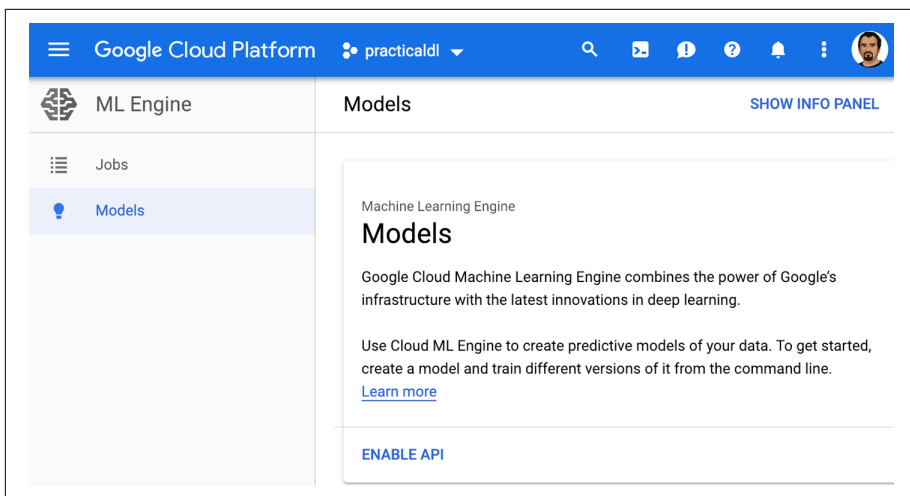 Google Cloud Platform practicaldl
ML Engine
Models
SHOW INFO PANEL
Jobs
Models
Machine Learning Engine
Models
Google Cloud Machine Learning Engine combines the power of Google's
infrastructure with the latest innovations in deep learning.
Use Cloud ML Engine to create predictive models of your data. To get started,
create a model and train different versions of it from the command line.
Learn more
ENABLE API